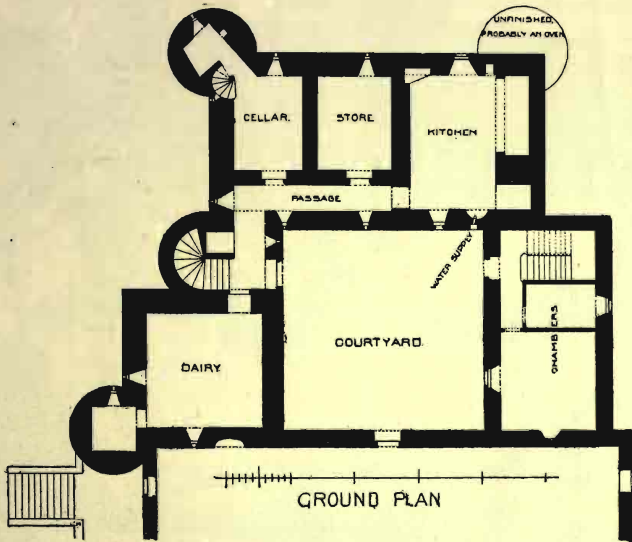 UNFINISHED,
PROBABLY AN OVEN
CELLAR.
STORE
KITCHEN
PASSAGE
WATER SUPPLY
COURTYARD.
CHAMBERS
DAIRY
GROUND PLAN